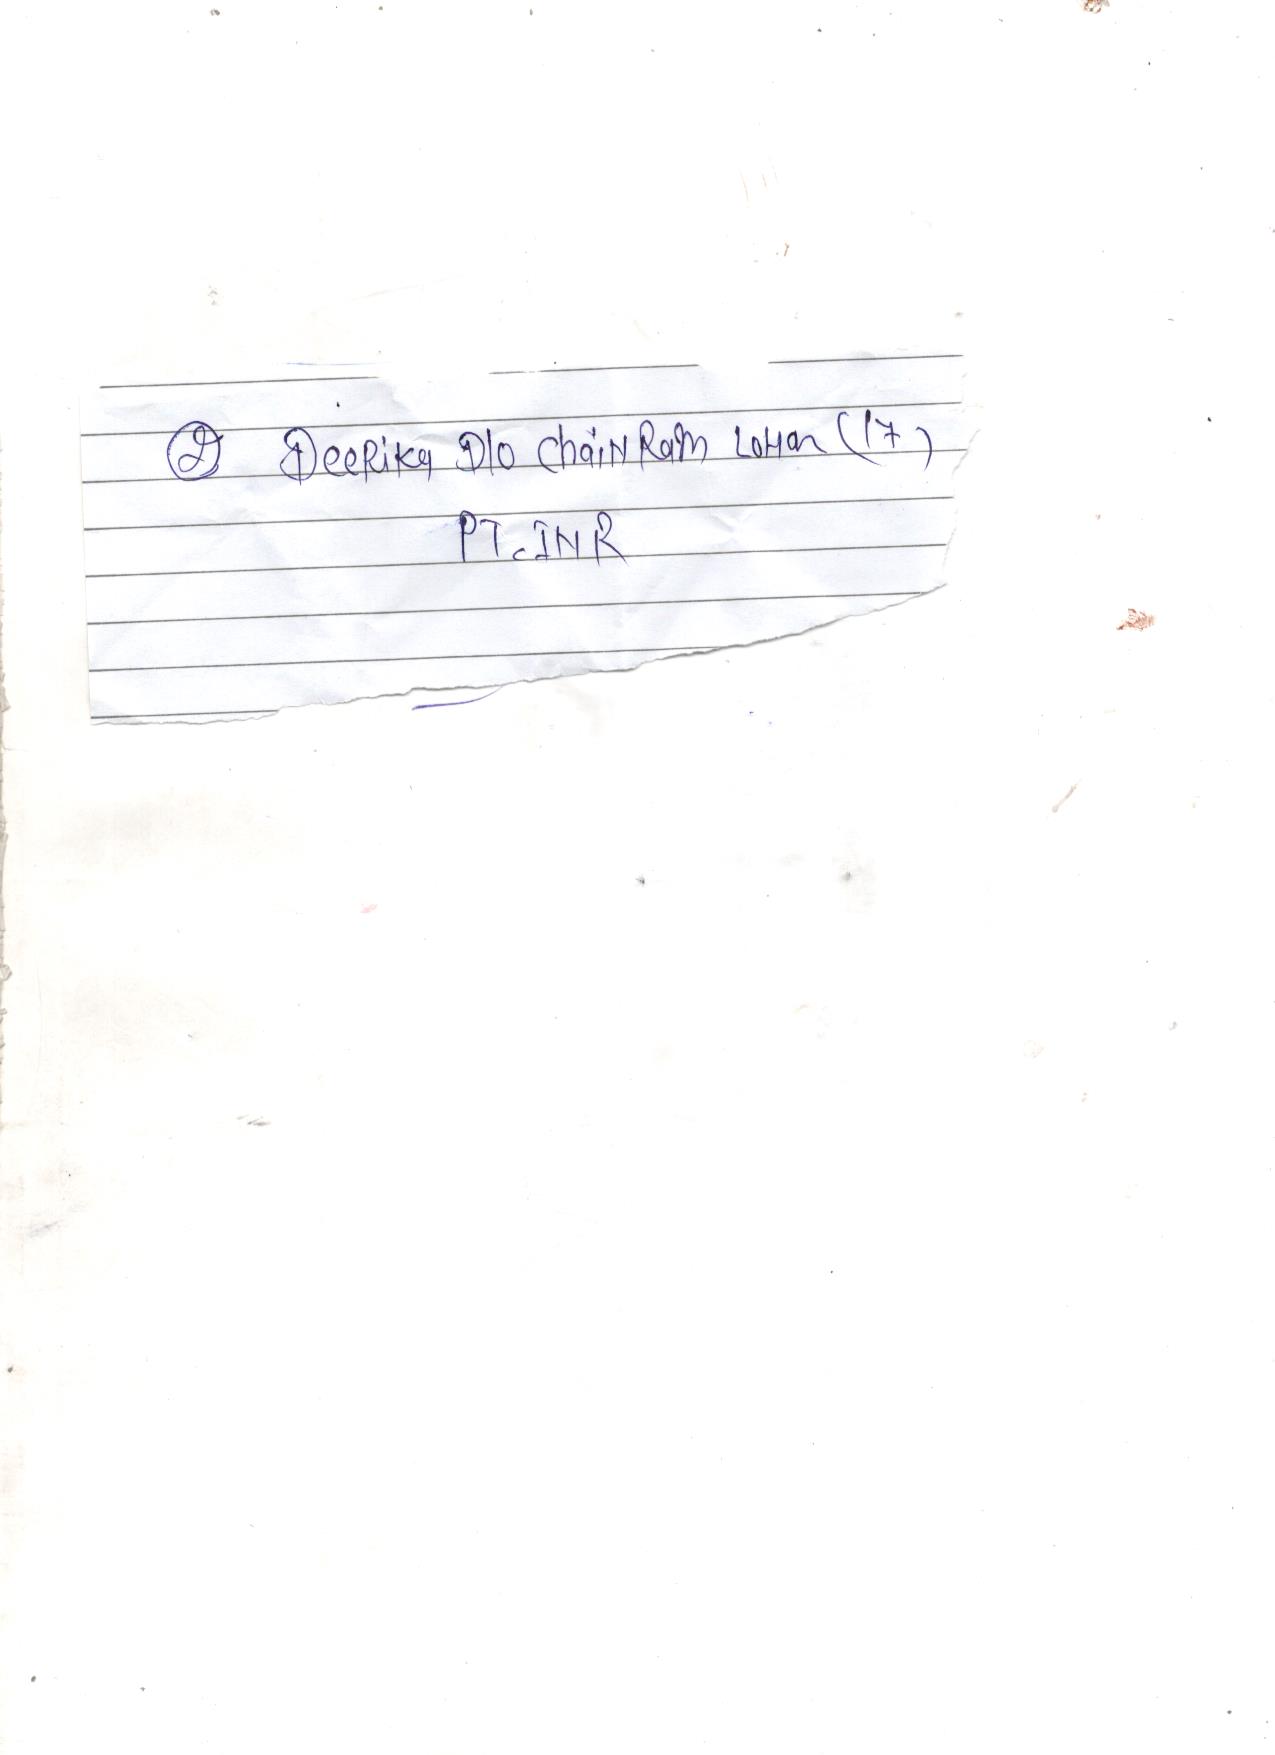 ② Deepika D/o Chain Ram Lohar (17)
PT-INR